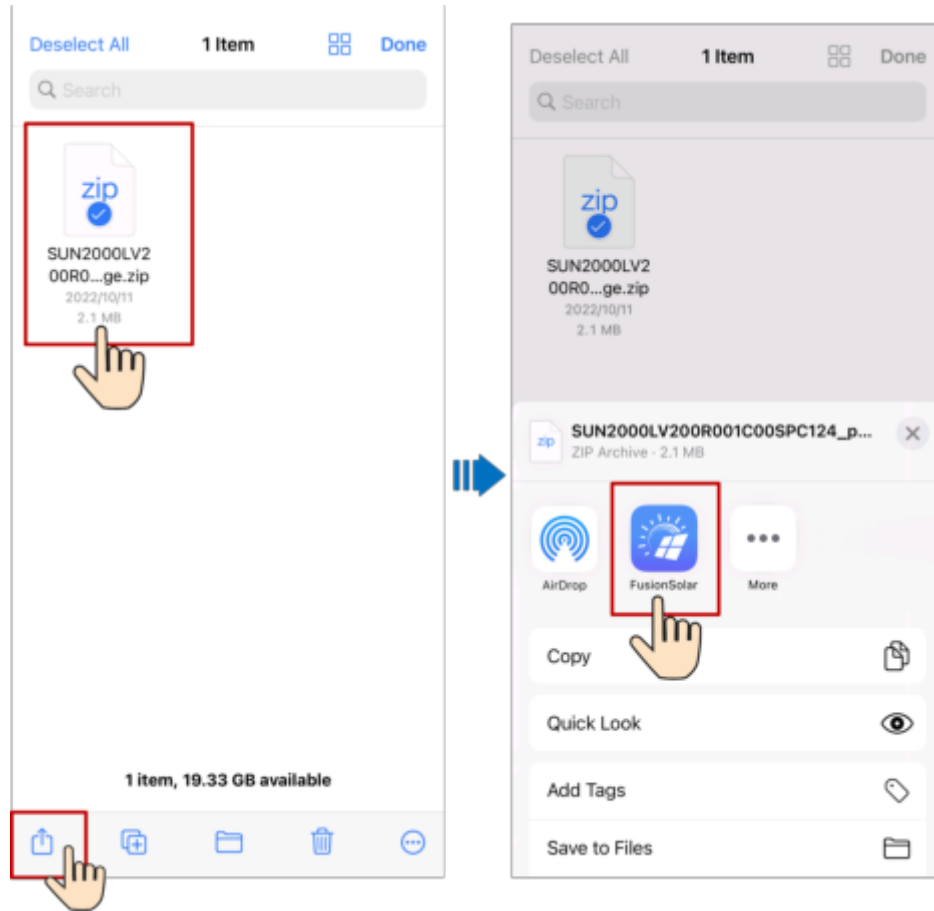 Deselect All 1 Item Done
Search
zip
SUN2000LV2
00R0...ge.zip
2022/10/11
2.1 MB
1 item, 19.33 GB available
Deselect All 1 Item Done
Search
zip
SUN2000LV2
00R0...ge.zip
2022/10/11
2.1 MB
zip SUN2000LV200R001C00SPC124_p...
ZIP Archive - 2.1 MB
AirDrop FusionSolar More
Copy
Quick Look
Add Tags
Save to Files